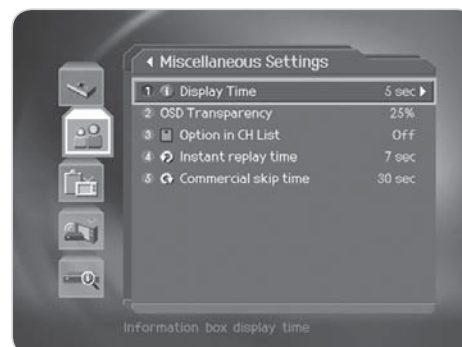 Miscellaneous Settings
1 Display Time 5 sec
2 OSD Transparency 25%
3 Option in CH List Off
4 Instant replay time 7 sec
5 Commercial skip time 30 sec
Information box display time